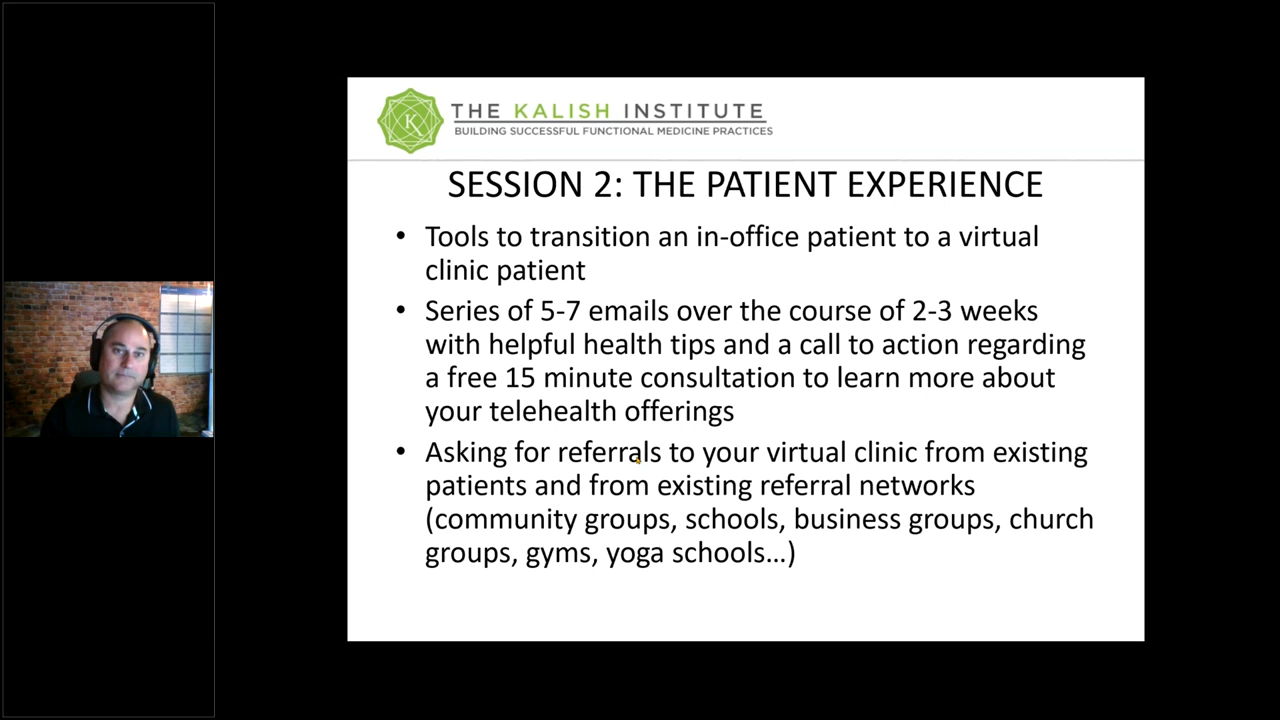 THE KALISH INSTITUTE
BUILDING SUCCESSFUL FUNCTIONAL MEDICINE PRACTICES
SESSION 2: THE PATIENT EXPERIENCE
• Tools to transition an in-office patient to a virtual
clinic patient
• Series of 5-7 emails over the course of 2-3 weeks
with helpful health tips and a call to action regarding
a free 15 minute consultation to learn more about
your telehealth offerings
• Asking for referrals to your virtual clinic from existing
patients and from existing referral networks
(community groups, schools, business groups, church
groups, gyms, yoga schools...)